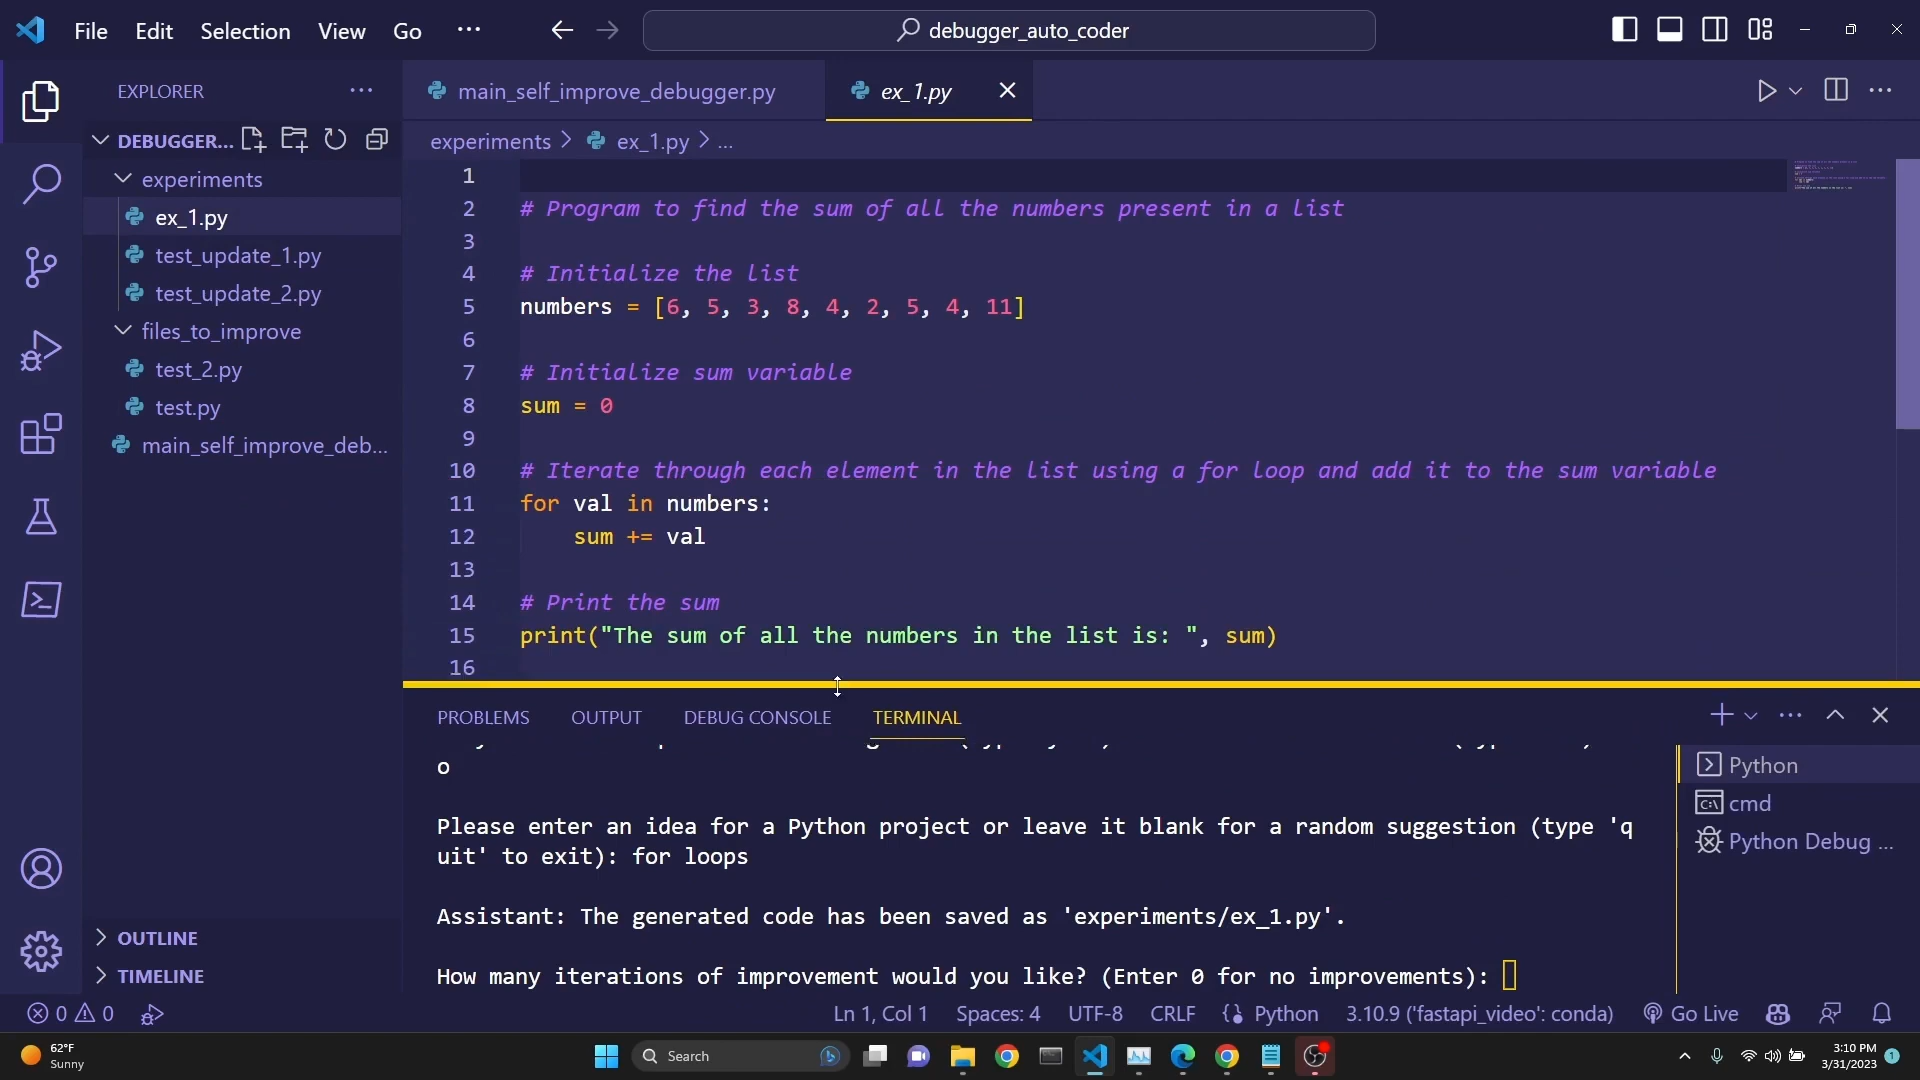 File Edit Selection View Go ··· debugger_auto_coder
EXPLORER ···
main_self_improve_debugger.py
ex_1.py
DEBUGGER...
experiments > ex_1.py > ...
experiments
ex_1.py
test_update_1.py
test_update_2.py
files_to_improve
test_2.py
test.py
main_self_improve_deb...
OUTLINE
TIMELINE
1
2 # Program to find the sum of all the numbers present in a list
3
4 # Initialize the list
5 numbers = [6, 5, 3, 8, 4, 2, 5, 4, 11]
6
7 # Initialize sum variable
8 sum = 0
9
10 # Iterate through each element in the list using a for loop and add it to the sum variable
11 for val in numbers:
12     sum += val
13
14 # Print the sum
15 print("The sum of all the numbers in the list is: ", sum)
16
PROBLEMS OUTPUT DEBUG CONSOLE TERMINAL
o
Please enter an idea for a Python project or leave it blank for a random suggestion (type 'q
uit' to exit): for loops
Assistant: The generated code has been saved as 'experiments/ex_1.py'.
How many iterations of improvement would you like? (Enter 0 for no improvements):
Python
cmd
Python Debug ...
0 0 Ln 1, Col 1 Spaces: 4 UTF-8 CRLF Python 3.10.9 ('fastapi_video': conda) Go Live
62°F
Sunny
Search
3:10 PM
3/31/2023
1